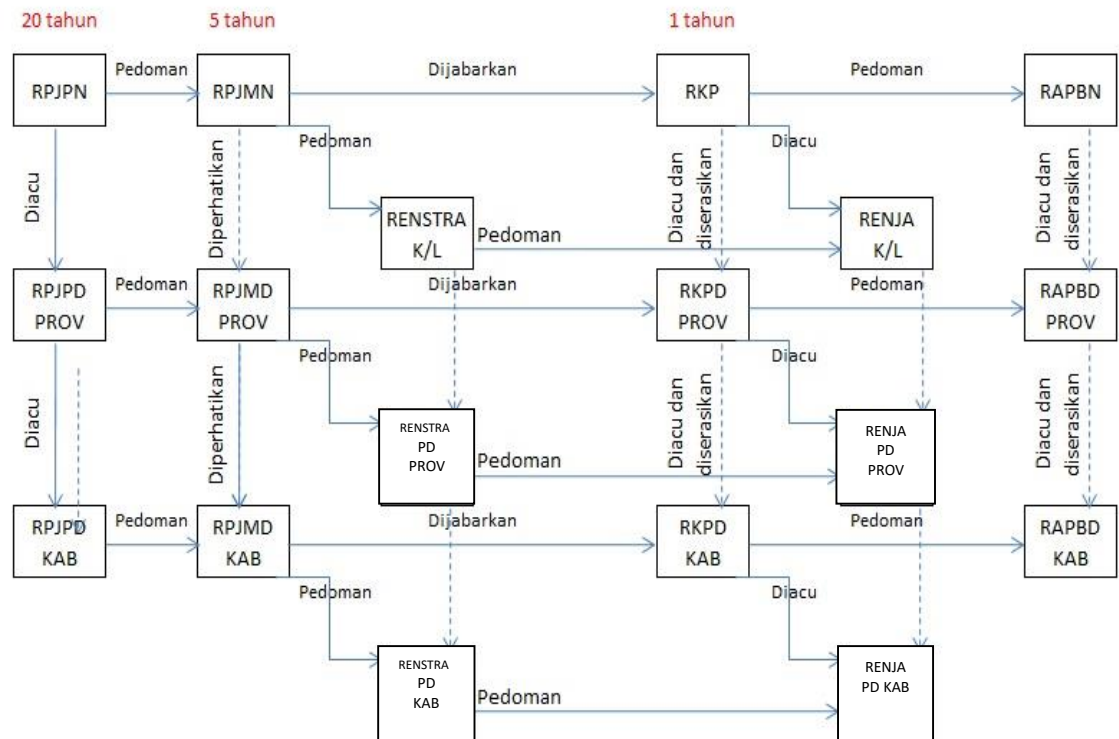 20 tahun
5 tahun
1 tahun
RPJPN
Pedoman
RPJMN
Dijabarkan
RKP
Pedoman
RAPBN
Diacu
Diperhatikan
Pedoman
Diacu dan
diserasikan
Diacu
Diacu dan
diserasikan
RENSTRA
K/L
Pedoman
RENJA
K/L
RPJPD
PROV
Pedoman
RPJMD
PROV
Dijabarkan
RKPD
PROV
Pedoman
RAPBD
PROV
Diacu
Diperhatikan
Pedoman
Diacu dan
diserasikan
Diacu
Diacu dan
diserasikan
RENSTRA
PD
PROV
Pedoman
RENJA
PD
PROV
RPJPD
KAB
Pedoman
RPJMD
KAB
Dijabarkan
RKPD
KAB
Pedoman
RAPBD
KAB
Pedoman
Diacu
RENSTRA
PD
KAB
Pedoman
RENJA
PD KAB